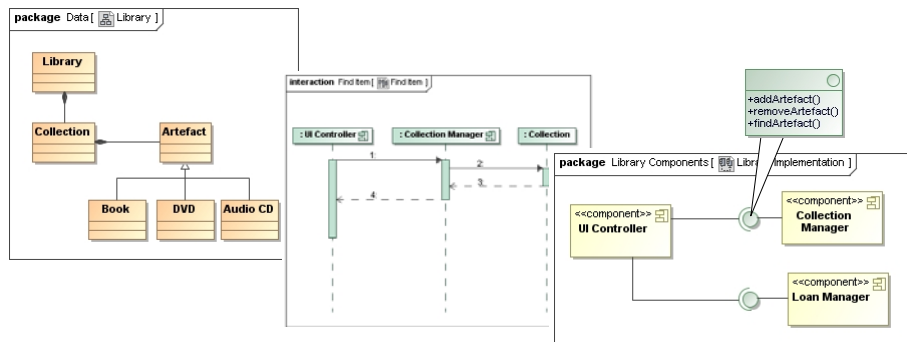 package Data [ Library ]
Library
Collection
Artefact
Book
DVD
Audio CD
interaction Find Item [ Find Item ]
: UI Controller
: Collection Manager
: Collection
1:
2:
3:
4:
+addArtefact()
+removeArtefact()
+findArtefact()
package Library Components [ Library Implementation ]
<<component>>
UI Controller
<<component>>
Collection
Manager
<<component>>
Loan Manager